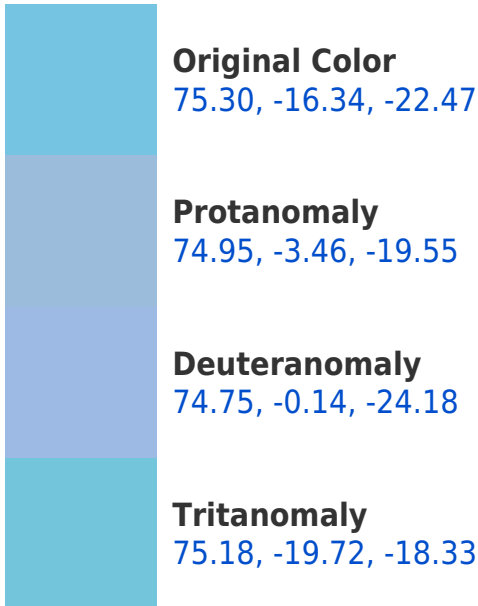 Original Color
75.30, -16.34, -22.47
Protanomaly
74.95, -3.46, -19.55
Deuteranomaly
74.75, -0.14, -24.18
Tritanomaly
75.18, -19.72, -18.33